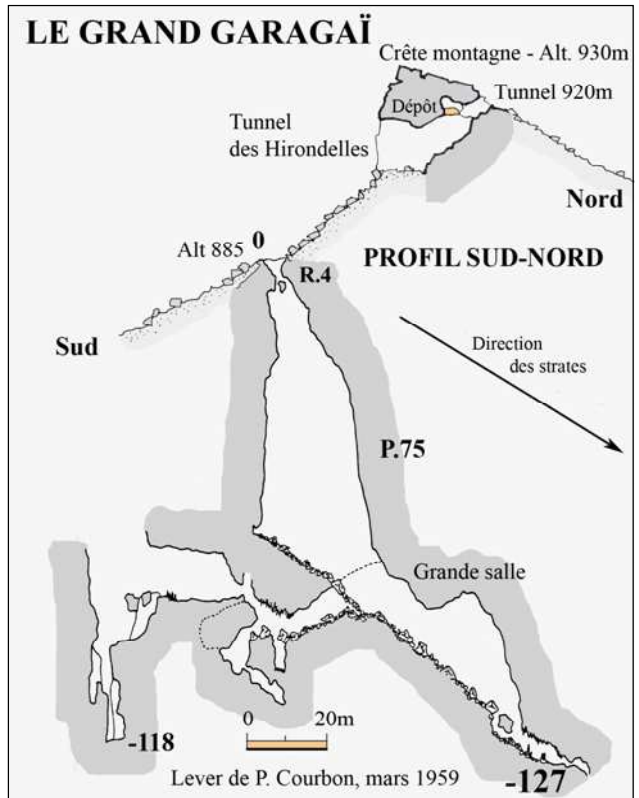 LE GRAND GARAGAÏ
Crête montagne - Alt. 930m
Tunnel 920m
Dépôt
Tunnel
des Hirondelles
Nord
0
Alt 885
PROFIL SUD-NORD
R.4
Sud
Direction
des strates
P.75
Grande salle
0
20m
-118
-127
Lever de P. Courbon, mars 1959